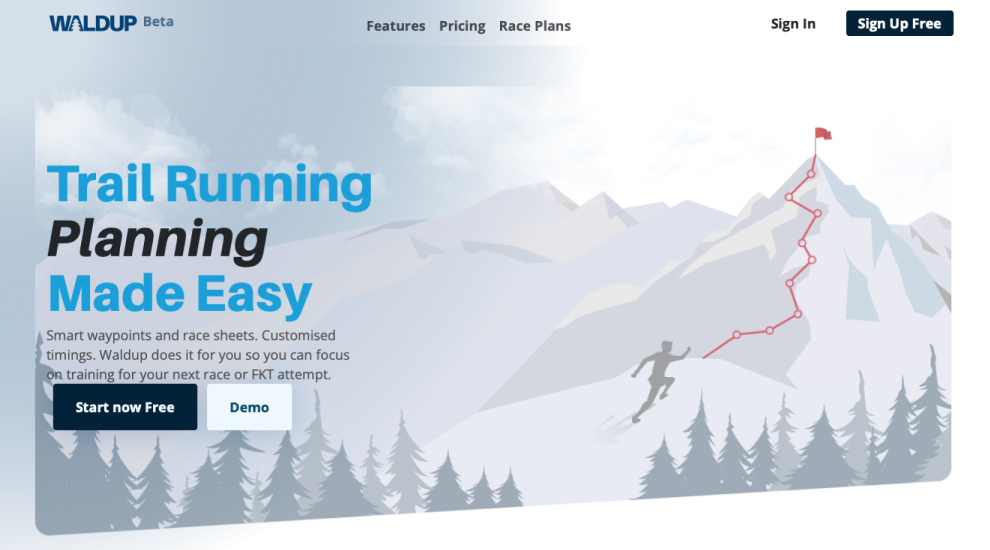 WALDUP Beta
Features Pricing Race Plans
Sign In
Sign Up Free
Trail Running
Planning
Made Easy
Smart waypoints and race sheets. Customised
timings. Waldup does it for you so you can focus
on training for your next race or FKT attempt.
Start now Free
Demo